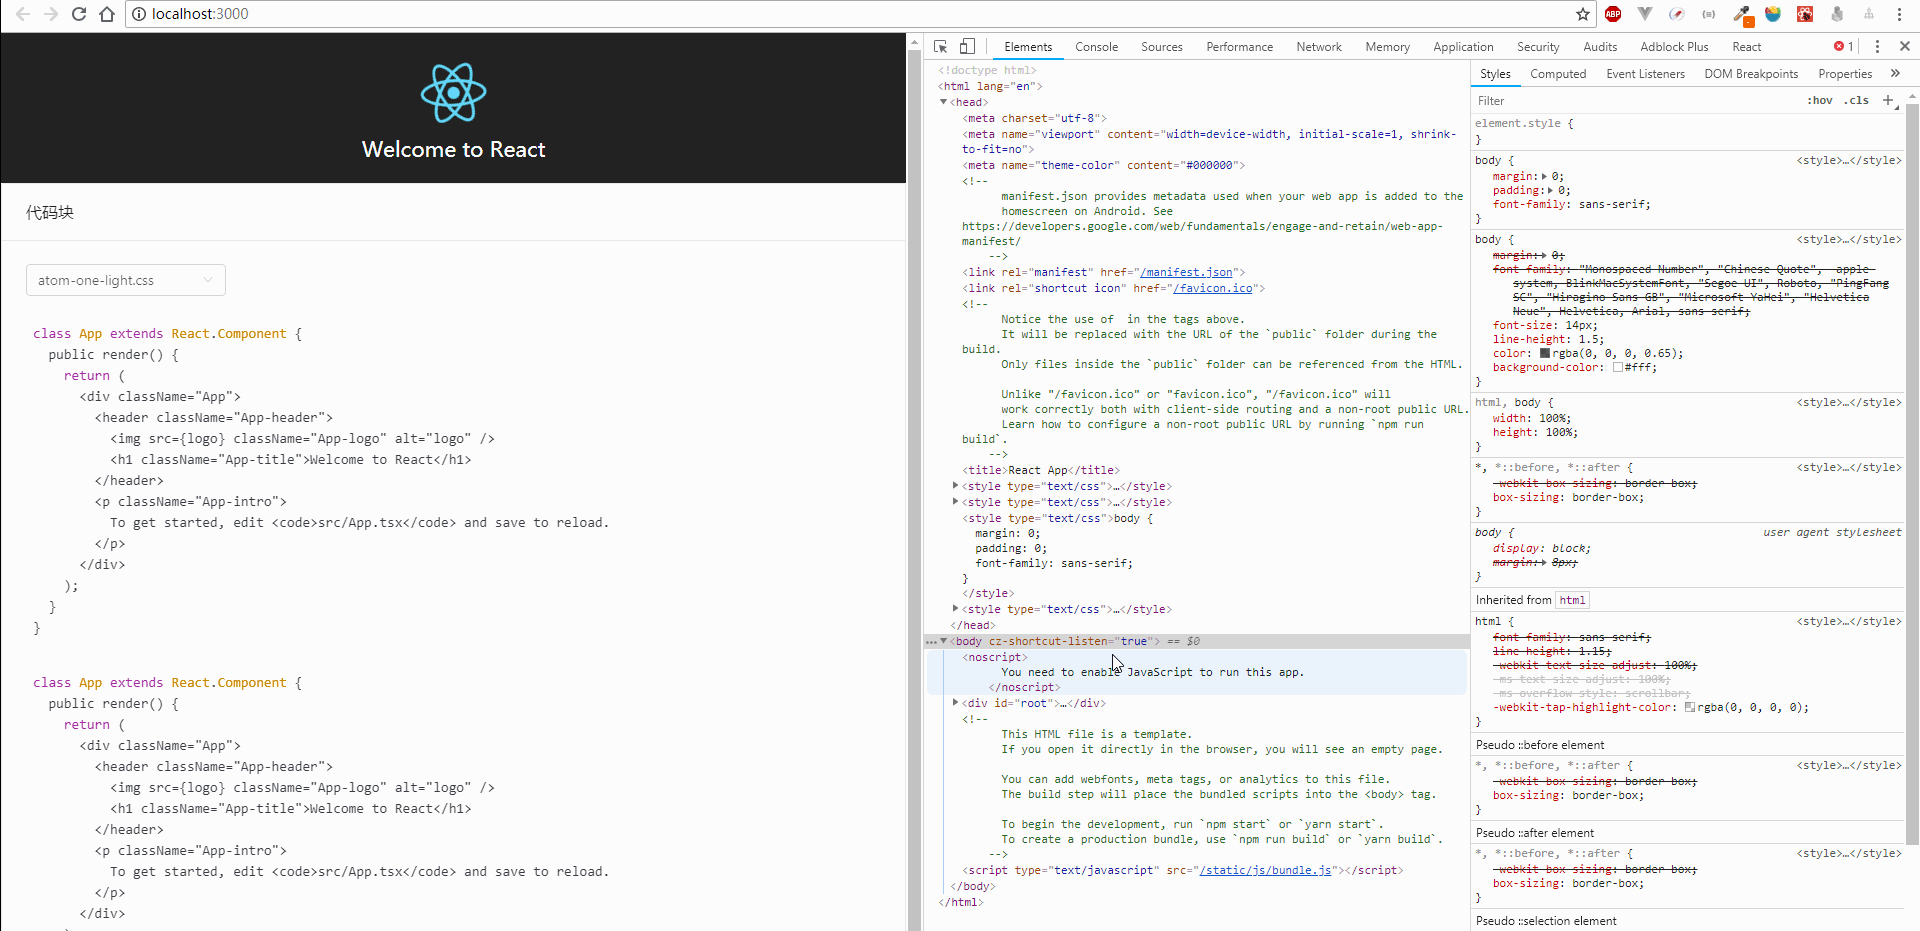 localhost:3000
ABP
Welcome to React
代码块
atom-one-light.css
class App extends React.Component {
public render() {
return (
<div className="App">
<header className="App-header">
<img src={logo} className="App-logo" alt="logo" />
<h1 className="App-title">Welcome to React</h1>
</header>
<p className="App-intro">
To get started, edit <code>src/App.tsx</code> and save to reload.
</p>
</div>
);
}
}
class App extends React.Component {
public render() {
return (
<div className="App">
<header className="App-header">
<img src={logo} className="App-logo" alt="logo" />
<h1 className="App-title">Welcome to React</h1>
</header>
<p className="App-intro">
To get started, edit <code>src/App.tsx</code> and save to reload.
</p>
</div>
Elements Console Sources Performance Network Memory Application Security Audits Adblock Plus React 1
<!doctype html>
<html lang="en">
<head>
<meta charset="utf-8">
<meta name="viewport" content="width=device-width, initial-scale=1, shrink-
to-fit=no">
<meta name="theme-color" content="#000000">
<!--
manifest.json provides metadata used when your web app is added to the
homescreen on Android. See
https://developers.google.com/web/fundamentals/engage-and-retain/web-app-
manifest/
-->
<link rel="manifest" href="/manifest.json">
<link rel="shortcut icon" href="/favicon.ico">
<!--
Notice the use of  in the tags above.
It will be replaced with the URL of the `public` folder during the
build.
Only files inside the `public` folder can be referenced from the HTML.
Unlike "/favicon.ico" or "favicon.ico", "/favicon.ico" will
work correctly both with client-side routing and a non-root public URL.
Learn how to configure a non-root public URL by running `npm run
build`.
-->
<title>React App</title>
<style type="text/css">…</style>
<style type="text/css">…</style>
<style type="text/css">body {
margin: 0;
padding: 0;
font-family: sans-serif;
}
</style>
<style type="text/css">…</style>
</head>
<body cz-shortcut-listen="true"> == $0
<noscript>
You need to enable JavaScript to run this app.
</noscript>
<div id="root">…</div>
<!--
This HTML file is a template.
If you open it directly in the browser, you will see an empty page.
You can add webfonts, meta tags, or analytics to this file.
The build step will place the bundled scripts into the <body> tag.
To begin the development, run `npm start` or `yarn start`.
To create a production bundle, use `npm run build` or `yarn build`.
-->
<script type="text/javascript" src="/static/js/bundle.js"></script>
</body>
</html>
Styles Computed Event Listeners DOM Breakpoints Properties »
Filter :hov .cls +
element.style {
}
body { <style>…</style>
margin: 0;
padding: 0;
font-family: sans-serif;
}
body { <style>…</style>
margin: 0;
font-family: "Monospaced Number", "Chinese Quote", -apple-
system, BlinkMacSystemFont, "Segoe UI", Roboto, "PingFang
SC", "Hiragino Sans GB", "Microsoft YaHei", "Helvetica
Neue", Helvetica, Arial, sans-serif;
font-size: 14px;
line-height: 1.5;
color: rgba(0, 0, 0, 0.65);
background-color: #fff;
}
html, body { <style>…</style>
width: 100%;
height: 100%;
}
*, *::before, *::after { <style>…</style>
-webkit-box-sizing: border-box;
box-sizing: border-box;
}
body { user agent stylesheet
display: block;
margin: 8px;
}
Inherited from html
html { <style>…</style>
font-family: sans-serif;
line-height: 1.15;
-webkit-text-size-adjust: 100%;
-ms-text-size-adjust: 100%;
-ms-overflow-style: scrollbar;
-webkit-tap-highlight-color: rgba(0, 0, 0, 0);
}
Pseudo ::before element
*, *::before, *::after { <style>…</style>
-webkit-box-sizing: border-box;
box-sizing: border-box;
}
Pseudo ::after element
*, *::before, *::after { <style>…</style>
-webkit-box-sizing: border-box;
box-sizing: border-box;
}
Pseudo ::selection element